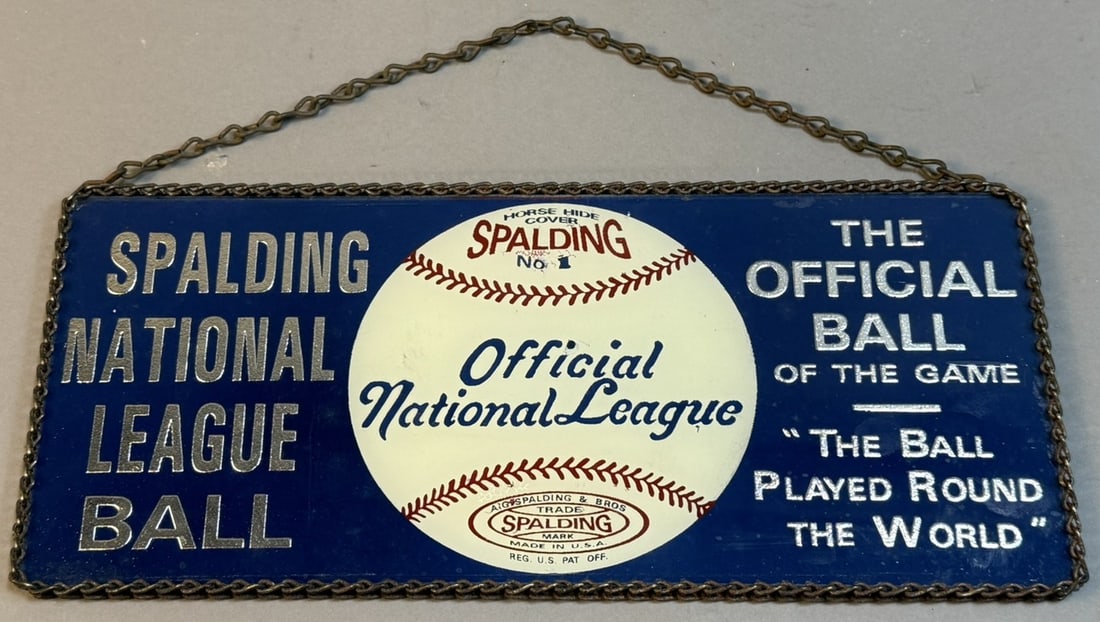 SPALDING
NATIONAL
LEAGUE
BALL
HORSE HIDE
COVER
SPALDING
No 1
Official
National League
A.G. SPALDING & BROS
TRADE
SPALDING
MARK
MADE IN U.S.A.
REG. U.S. PAT OFF.
THE
OFFICIAL
BALL
OF THE GAME
"THE BALL
PLAYED ROUND
THE WORLD"